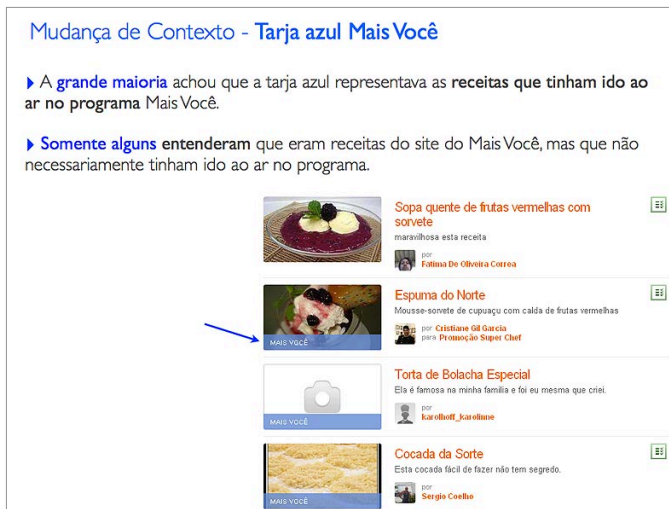 Mudança de Contexto - Tarja azul Mais Você
A grande maioria achou que a tarja azul representava as receitas que tinham ido ao
ar no programa Mais Você.
Somente alguns entenderam que eram receitas do site do Mais Você, mas que não
necessariamente tinham ido ao ar no programa.
Sopa quente de frutas vermelhas com
sorvete
maravilhosa esta receita
por
Fatima De Oliveira Correa
Espuma do Norte
Mousse-sorvete de cupuaçu com calda de frutas vermelhas
por Cristiane Gil Garcia
para Promoção Super Chef
MAIS VOCÊ
Torta de Bolacha Especial
Ela é famosa na minha familia e foi eu mesma que criei.
por
karolhoff_karolinne
MAIS VOCÊ
Cocada da Sorte
Esta cocada fácil de fazer não tem segredo.
por
Sergio Coelho
MAIS VOCÊ